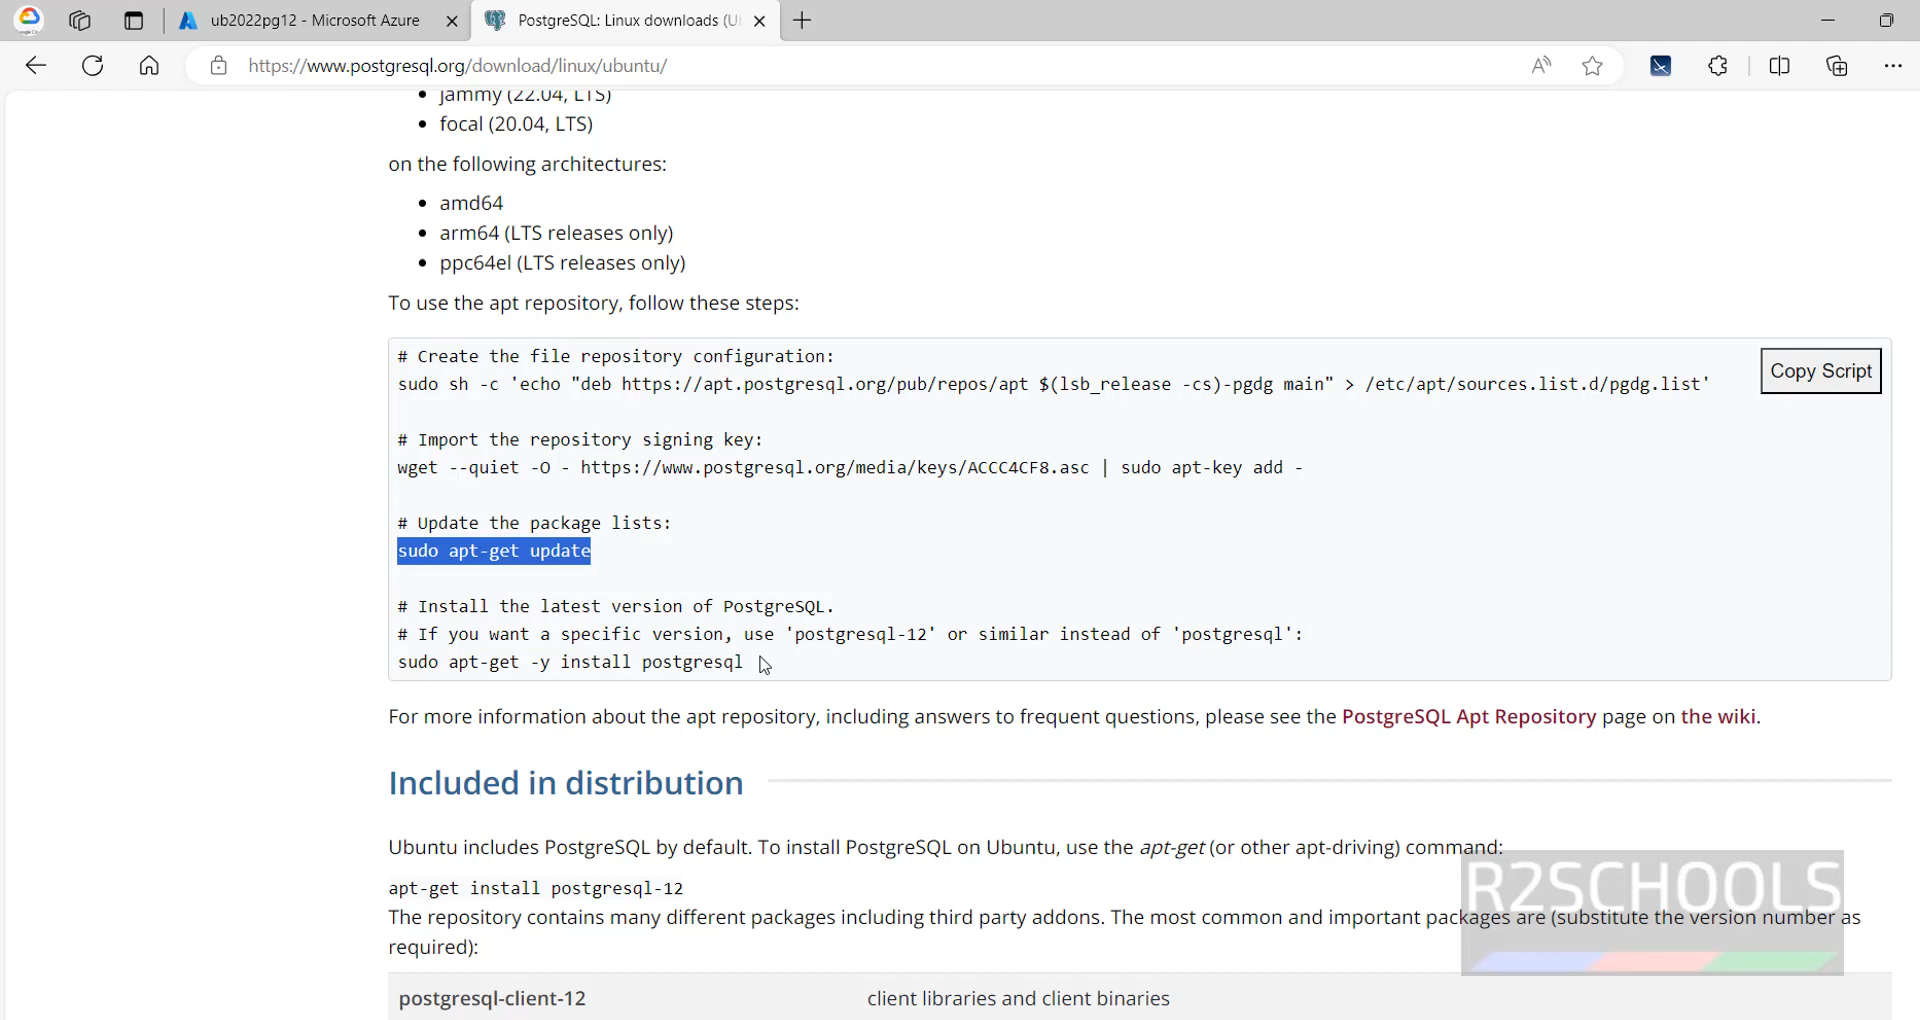 ub2022pg12 - Microsoft Azure
PostgreSQL: Linux downloads (U
https://www.postgresql.org/download/linux/ubuntu/
jammy (22.04, LTS)
focal (20.04, LTS)
on the following architectures:
amd64
arm64 (LTS releases only)
ppc64el (LTS releases only)
To use the apt repository, follow these steps:
# Create the file repository configuration:
Copy Script
sudo sh -c 'echo "deb https://apt.postgresql.org/pub/repos/apt $(lsb_release -cs)-pgdg main" > /etc/apt/sources.list.d/pgdg.list'
# Import the repository signing key:
wget --quiet -O - https://www.postgresql.org/media/keys/ACCC4CF8.asc | sudo apt-key add -
# Update the package lists:
sudo apt-get update
# Install the latest version of PostgreSQL.
# If you want a specific version, use 'postgresql-12' or similar instead of 'postgresql':
sudo apt-get -y install postgresql
For more information about the apt repository, including answers to frequent questions, please see the PostgreSQL Apt Repository page on the wiki.
Included in distribution
Ubuntu includes PostgreSQL by default. To install PostgreSQL on Ubuntu, use the apt-get (or other apt-driving) command:
apt-get install postgresql-12
R2SCHOOLS
The repository contains many different packages including third party addons. The most common and important packages are (substitute the version number as
required):
postgresql-client-12 client libraries and client binaries